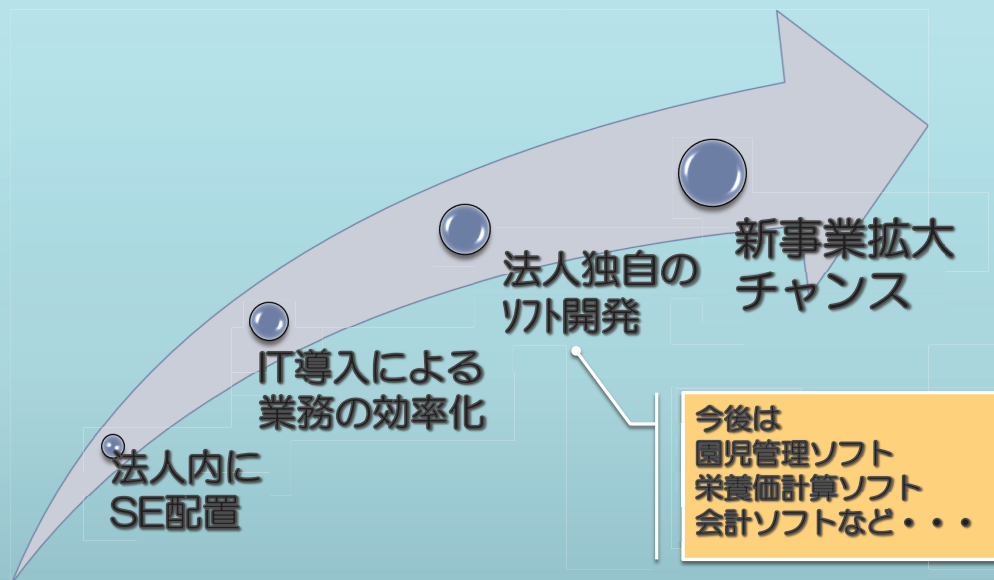 新事業拡大
チャンス
法人独自の
ｿﾌﾄ開発
IT導入による
業務の効率化
法人内に
SE配置
今後は
園児管理ソフト
栄養価計算ソフト
会計ソフトなど・・・